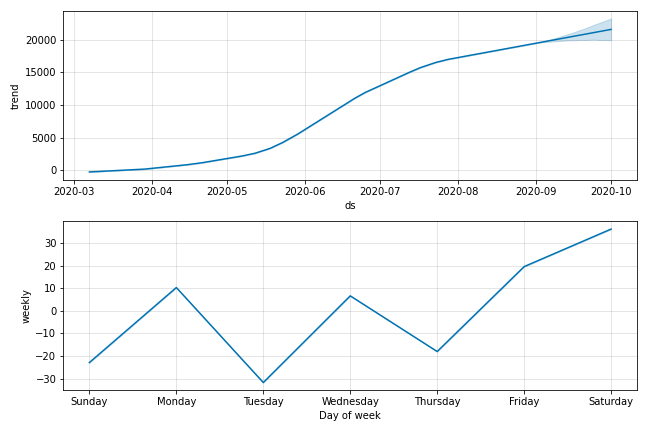 20000
15000
10000
5000
0
trend
2020-03 2020-04 2020-05 2020-06 2020-07 2020-08 2020-09 2020-10
ds
30
20
10
0
−10
−20
−30
weekly
Sunday Monday Tuesday Wednesday Thursday Friday Saturday
Day of week